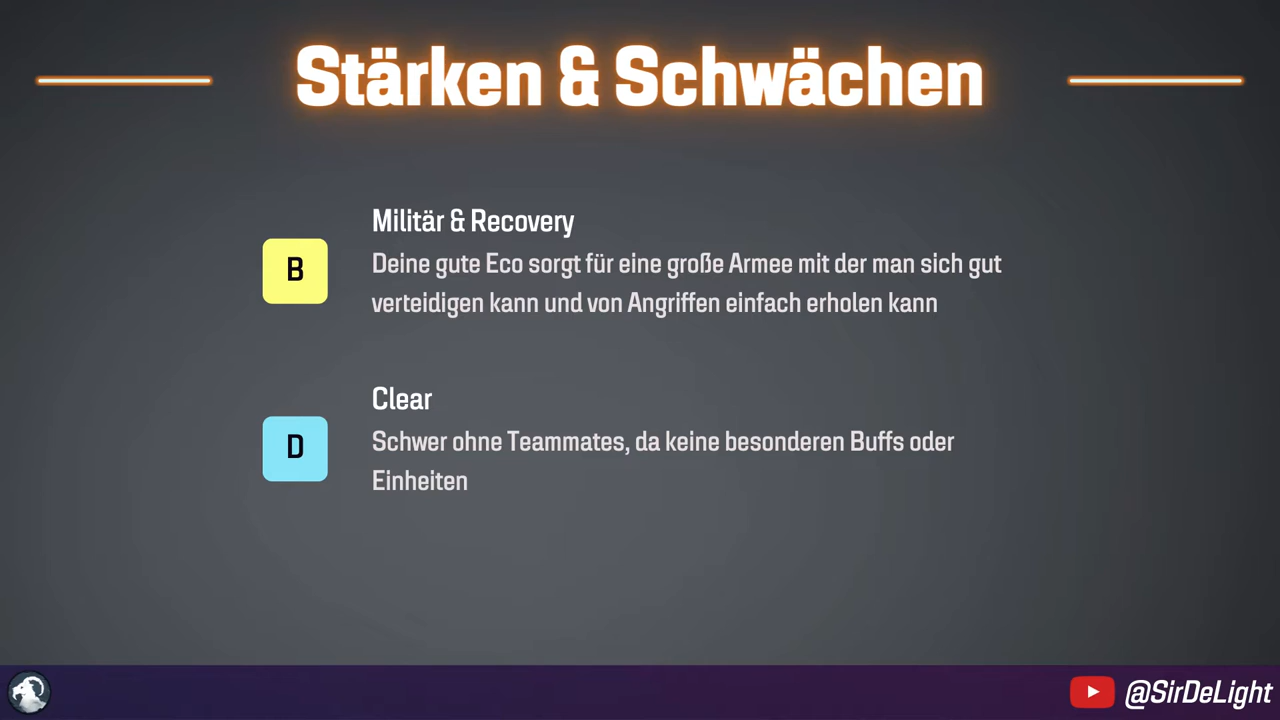 Stärken & Schwächen
B
Militär & Recovery
Deine gute Eco sorgt für eine große Armee mit der man sich gut
verteidigen kann und von Angriffen einfach erholen kann
D
Clear
Schwer ohne Teammates, da keine besonderen Buffs oder
Einheiten
@SirDeLight